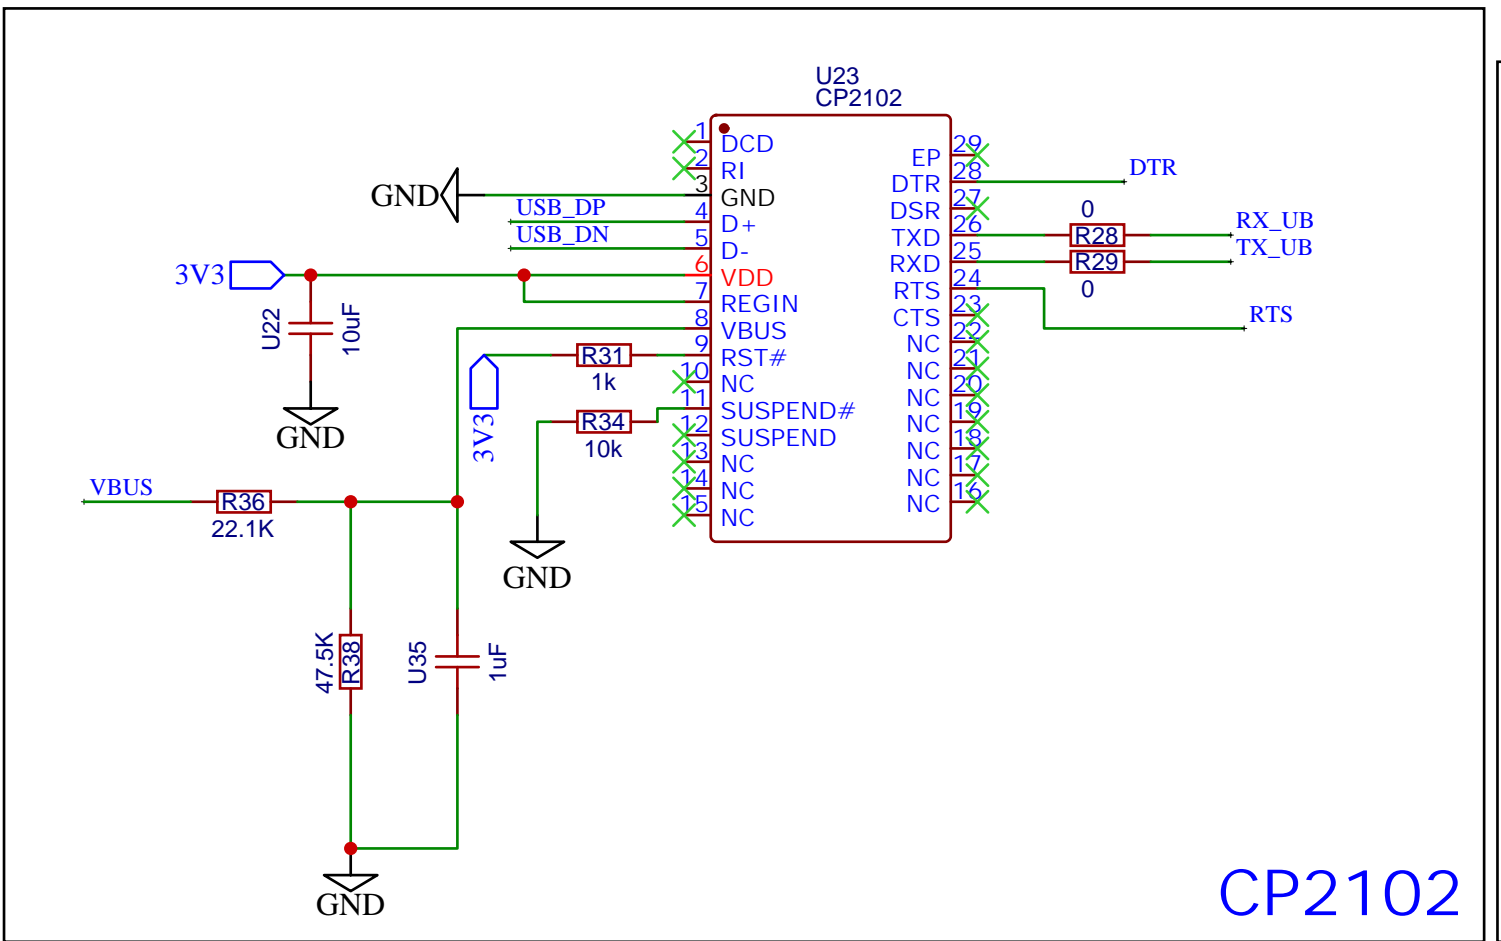 U23
CP2102
1 DCD
2 RI
3 GND
4 D+
5 D-
6 VDD
7 REGIN
8 VBUS
9 RST#
10 NC
11 SUSPEND#
12 SUSPEND
13 NC
14 NC
15 NC
EP 29
DTR 28
DSR 27
TXD 26
RXD 25
RTS 24
CTS 23
NC 22
NC 21
NC 20
NC 19
NC 18
NC 17
NC 16
GND
USB_DP
USB_DN
3V3
U22
10uF
GND
3V3
R31
1k
R34
10k
GND
VBUS
R36
22.1K
47.5K
R38
U35
1uF
GND
DTR
0
R28
RX_UB
R29
TX_UB
0
RTS
CP2102